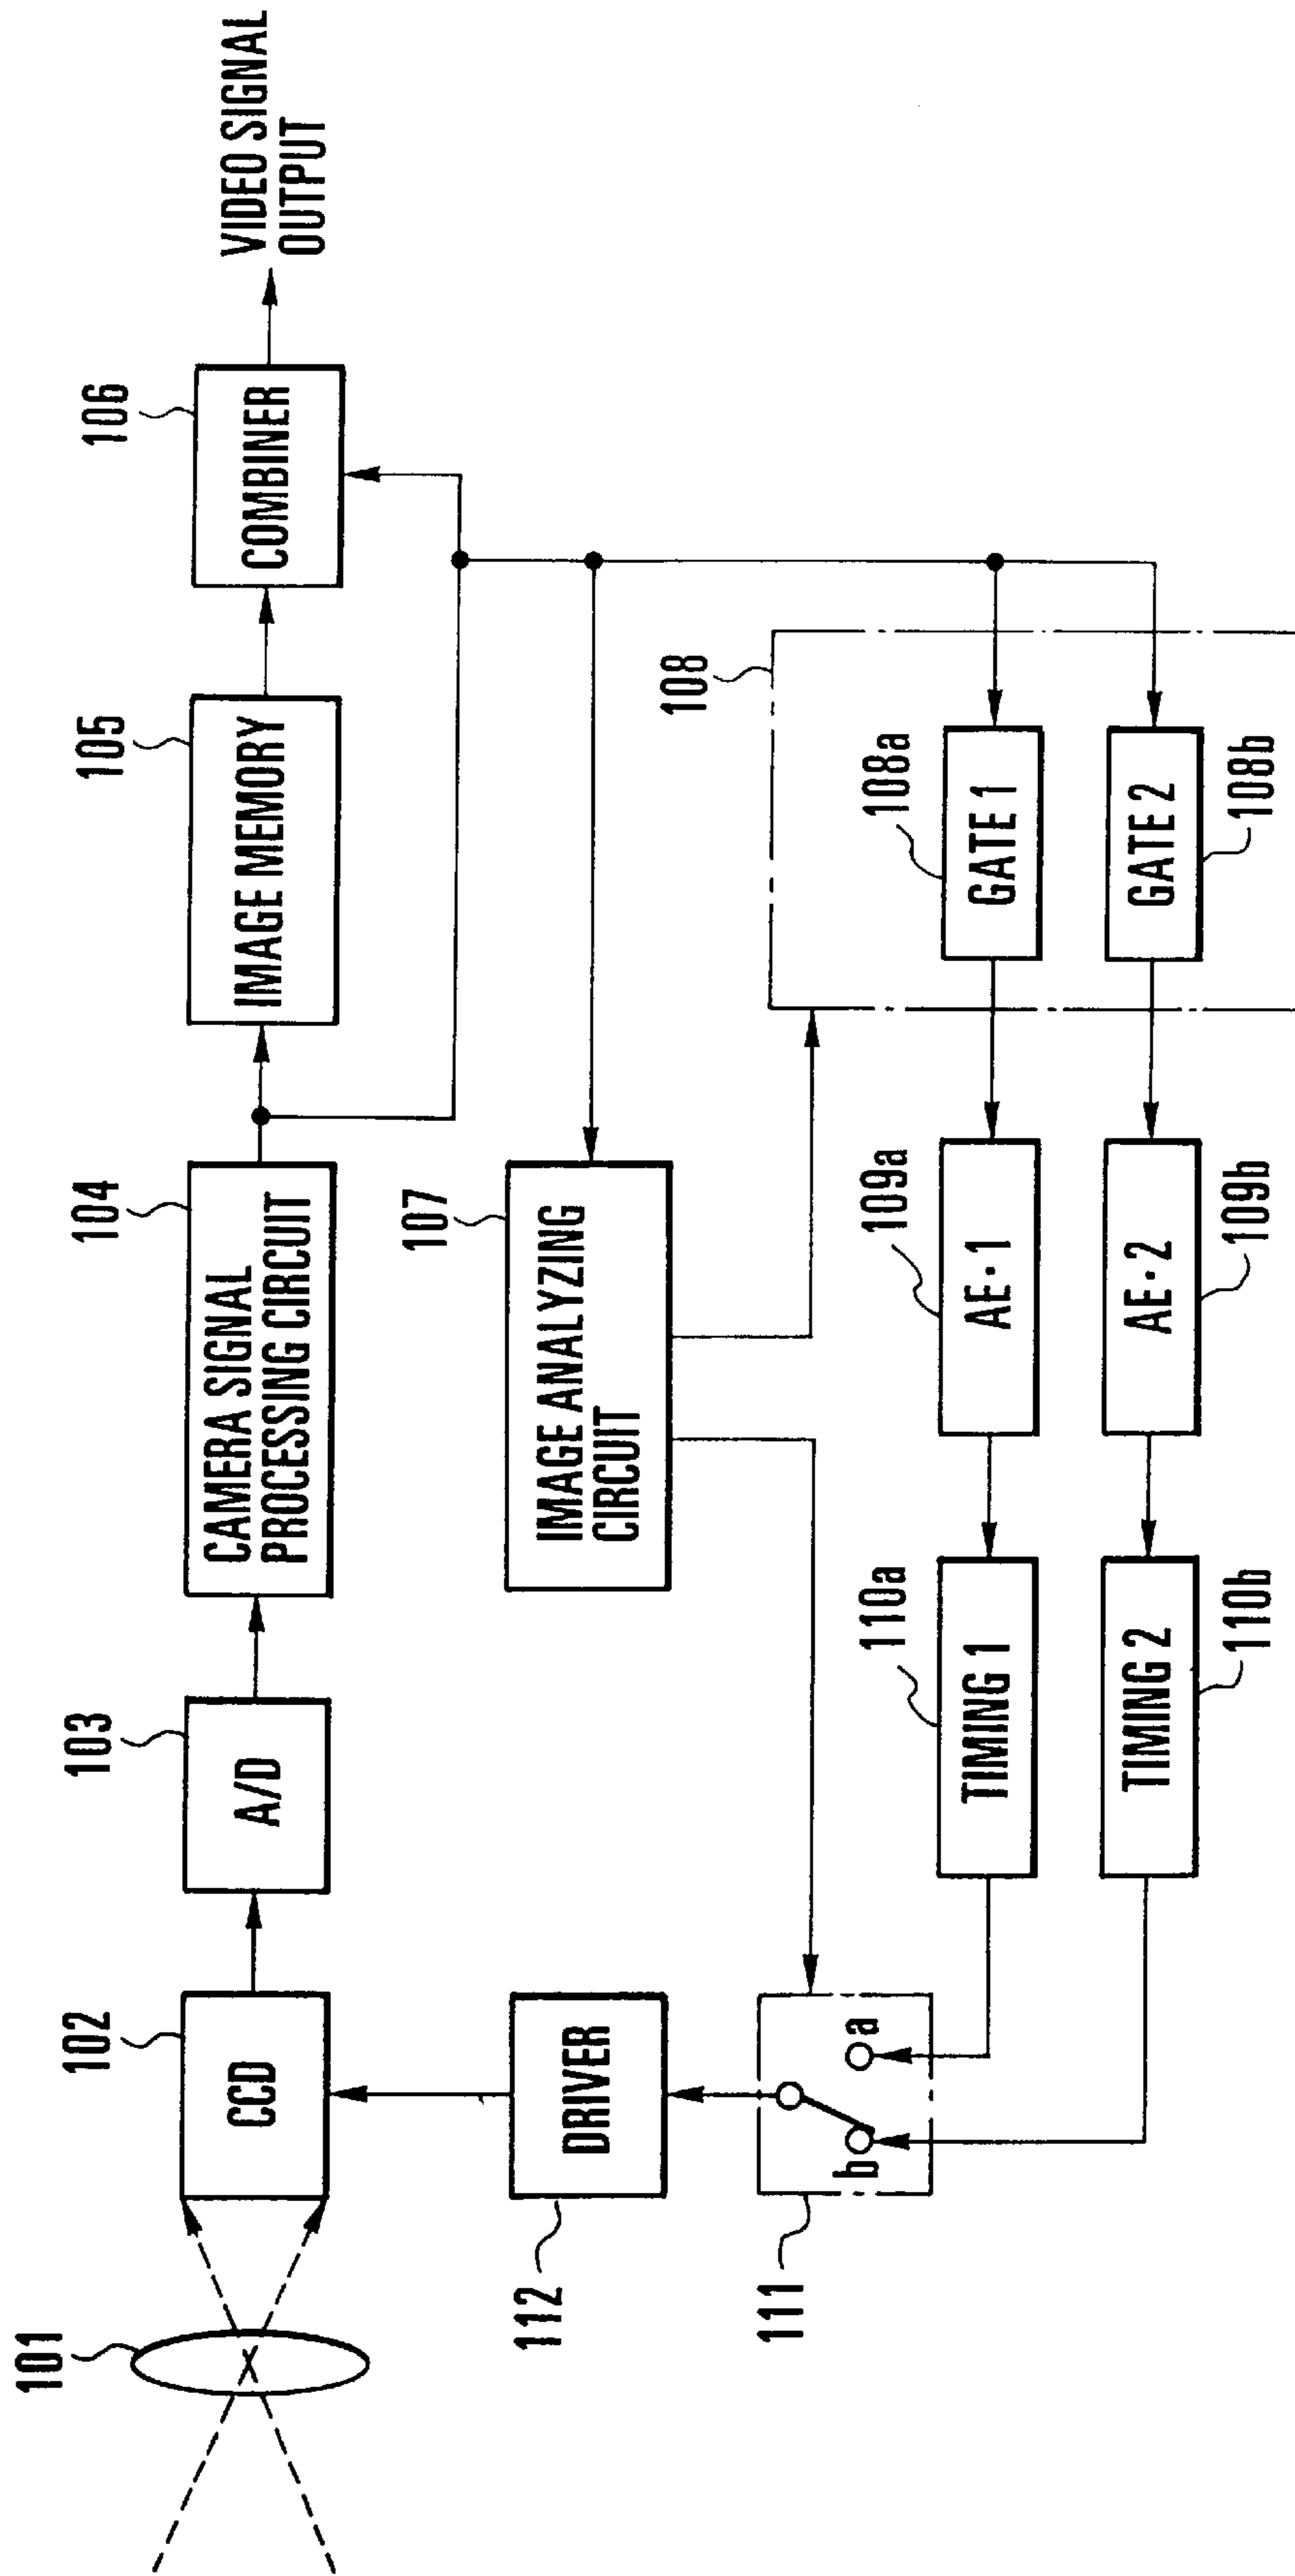 101
102
CCD
103
A/D
104
CAMERA SIGNAL
PROCESSING CIRCUIT
105
IMAGE MEMORY
106
COMBINER
VIDEO SIGNAL
OUTPUT
112
DRIVER
107
IMAGE ANALYZING
CIRCUIT
108
111
b
a
110a
TIMING 1
109a
AE·1
108a
GATE 1
TIMING 2
110b
AE·2
109b
GATE 2
108b